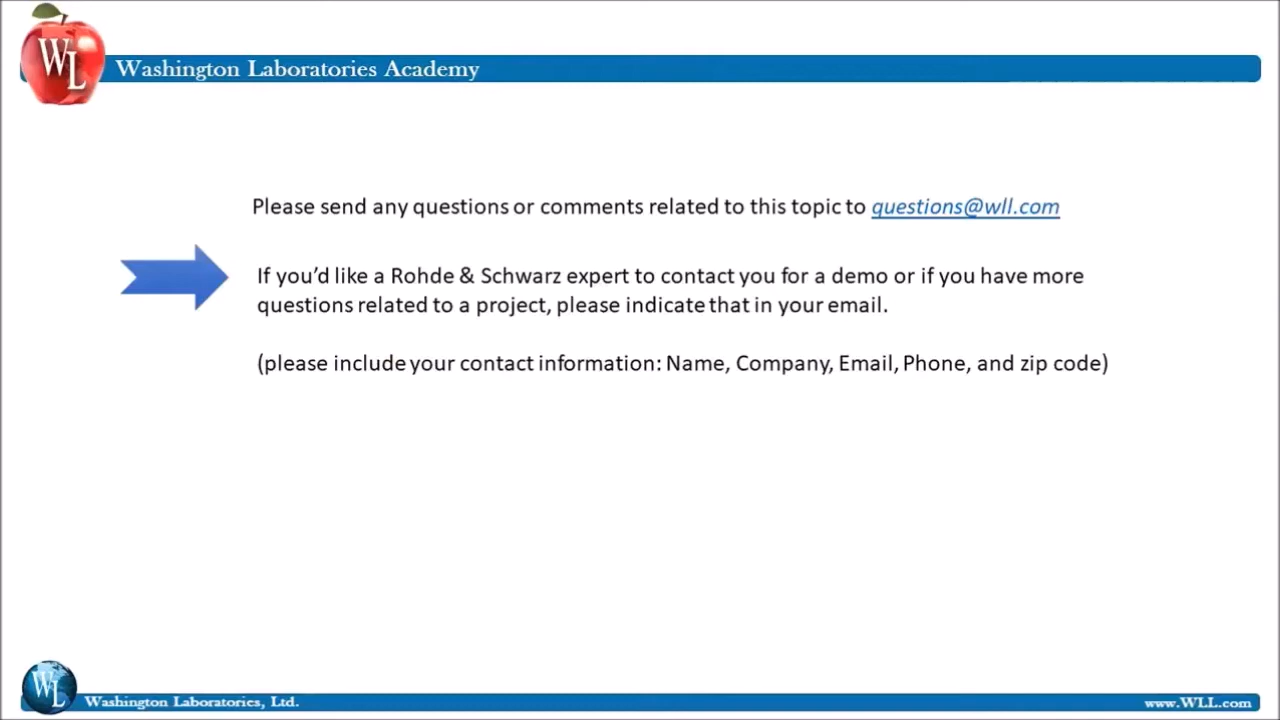 WL
Washington Laboratories Academy
Please send any questions or comments related to this topic to questions@wll.com
If you’d like a Rohde & Schwarz expert to contact you for a demo or if you have more
questions related to a project, please indicate that in your email.
(please include your contact information: Name, Company, Email, Phone, and zip code)
WL
Washington Laboratories, Ltd.
www.WLL.com